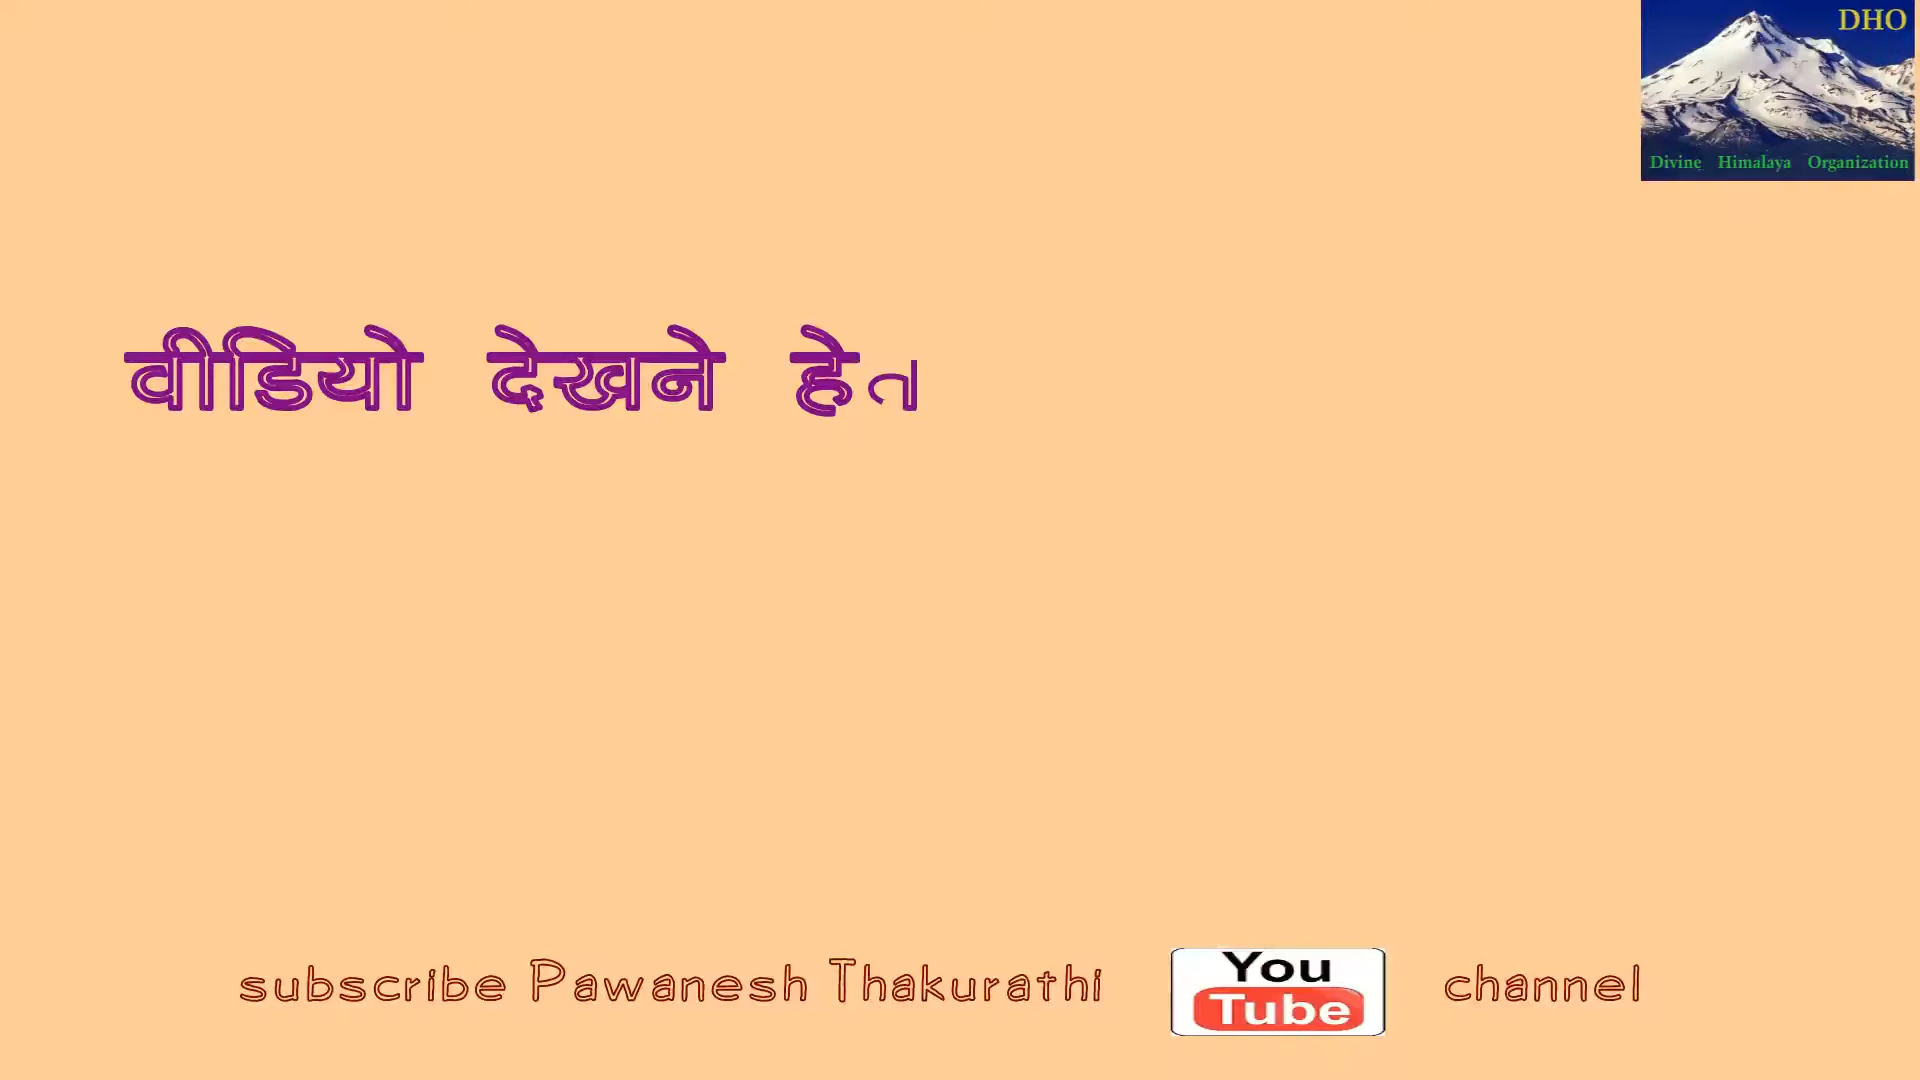 DHO
Divine Himalaya Organization
वीडियो देखने हेत
subscribe Pawanesh Thakurathi You Tube channel